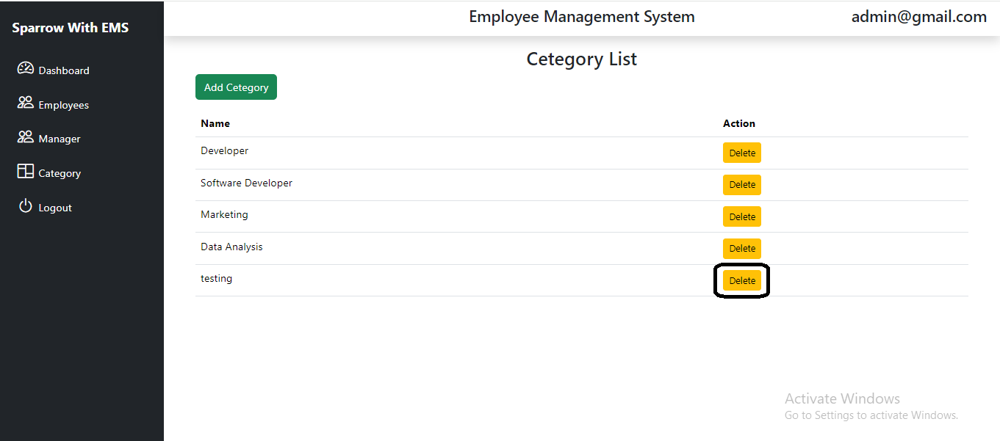 Sparrow With EMS
Employee Management System
admin@gmail.com
Dashboard
Employees
Manager
Category
Logout
Cetegory List
Add Cetegory
Name Action
Developer Delete
Software Developer Delete
Marketing Delete
Data Analysis Delete
testing Delete
Activate Windows
Go to Settings to activate Windows.